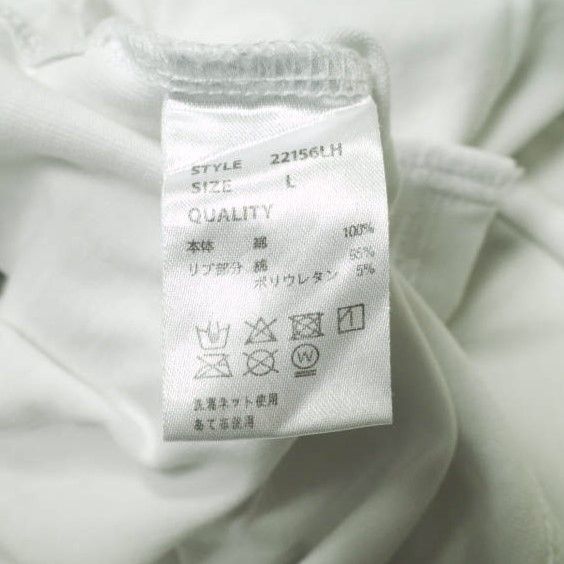 STYLE 22156LH
SIZE L
QUALITY
本体 綿 100%
リブ部分 綿 95%
ポリウレタン 5%
W
洗濯ネット使用
あて布使用